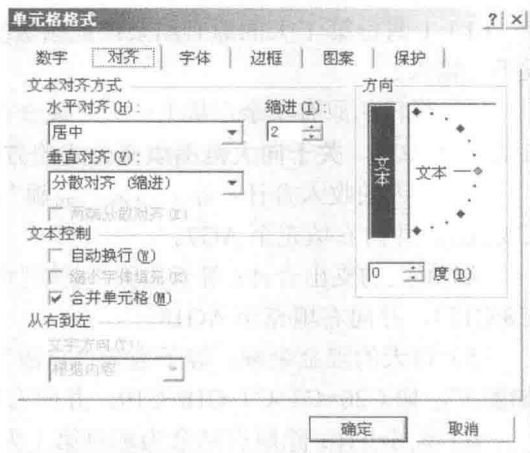 单元格格式 ? ×
数字 对齐 字体 边框 图案 保护
文本对齐方式
水平对齐(H): 缩进(I):
居中 2
垂直对齐(V):
分散对齐 (缩进)
两端分散对齐(E)
文本控制
自动换行(W)
缩小字体填充(K)
合并单元格(M)
从右到左
文字方向(T):
根据内容
方向
文本
文本
0 度(D)
确定 取消